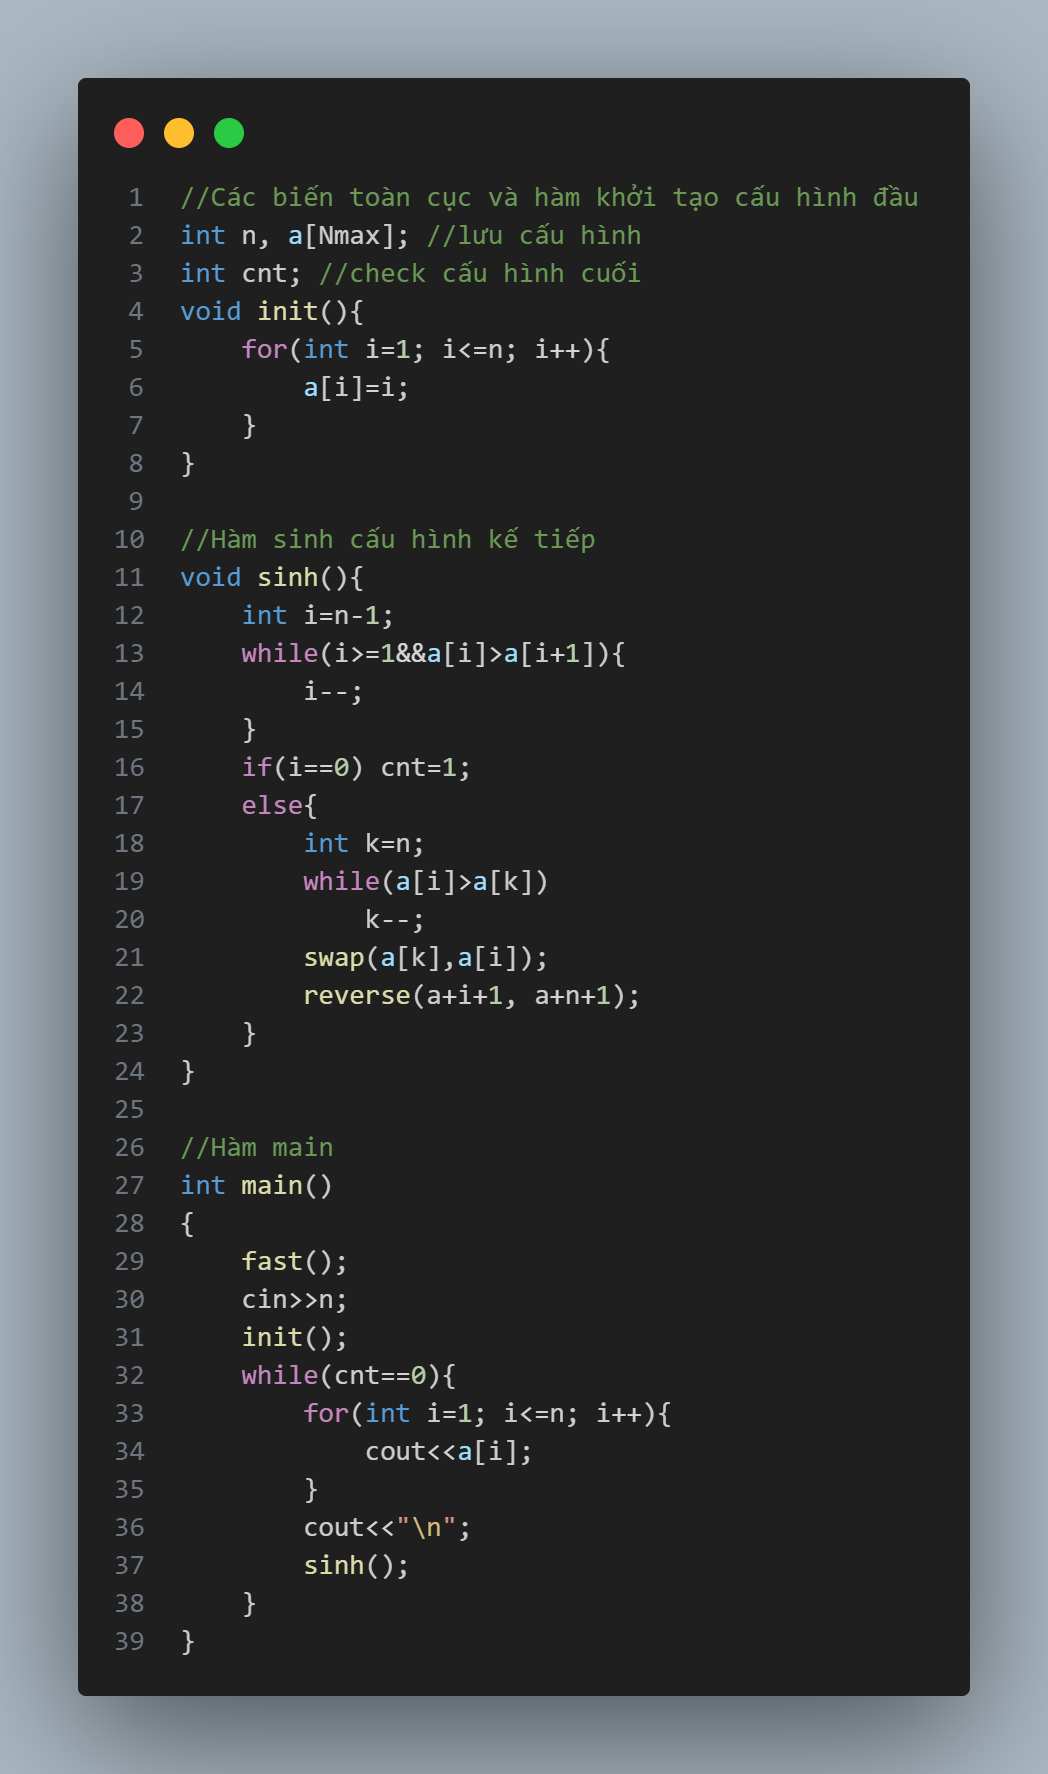 1 //Các biến toàn cục và hàm khởi tạo cấu hình đầu
2 int n, a[Nmax]; //lưu cấu hình
3 int cnt; //check cấu hình cuối
4 void init(){
5     for(int i=1; i<=n; i++){
6         a[i]=i;
7     }
8 }
9
10 //Hàm sinh cấu hình kế tiếp
11 void sinh(){
12     int i=n-1;
13     while(i>=1&&a[i]>a[i+1]){
14         i--;
15     }
16     if(i==0) cnt=1;
17     else{
18         int k=n;
19         while(a[i]>a[k])
20             k--;
21         swap(a[k],a[i]);
22         reverse(a+i+1, a+n+1);
23     }
24 }
25
26 //Hàm main
27 int main()
28 {
29     fast();
30     cin>>n;
31     init();
32     while(cnt==0){
33         for(int i=1; i<=n; i++){
34             cout<<a[i];
35         }
36         cout<<"\n";
37         sinh();
38     }
39 }